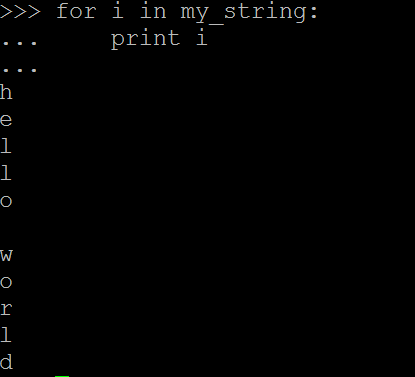 >>> for i in my_string:
...     print i
...
h
e
l
l
o

w
o
r
l
d